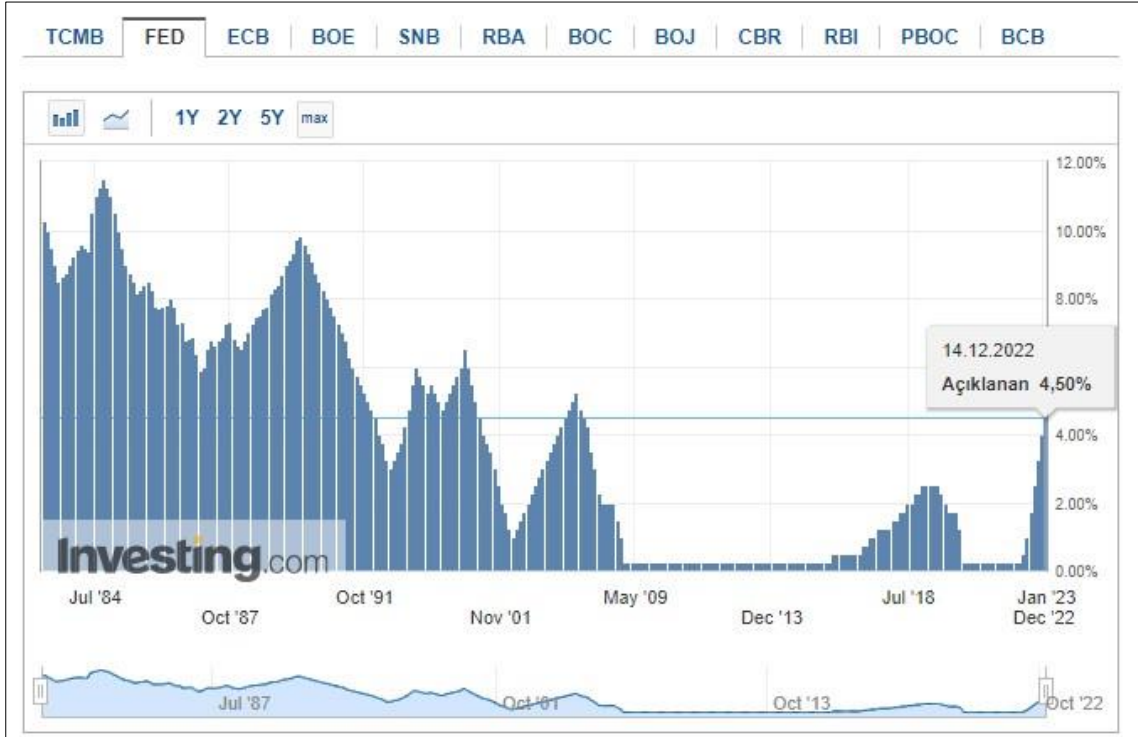 TCMB FED ECB BOE SNB RBA BOC BOJ CBR RBI PBOC BCB
1Y 2Y 5Y max
12.00%
10.00%
8.00%
14.12.2022
Açıklanan 4,50%
4.00%
2.00%
0.00%
Investing.com
Jul '84 Oct '91 May '09 Jul '18 Jan '23
Oct '87 Nov '01 Dec '13 Dec '22
Jul '87 Oct '01 Oct '13 Oct '22